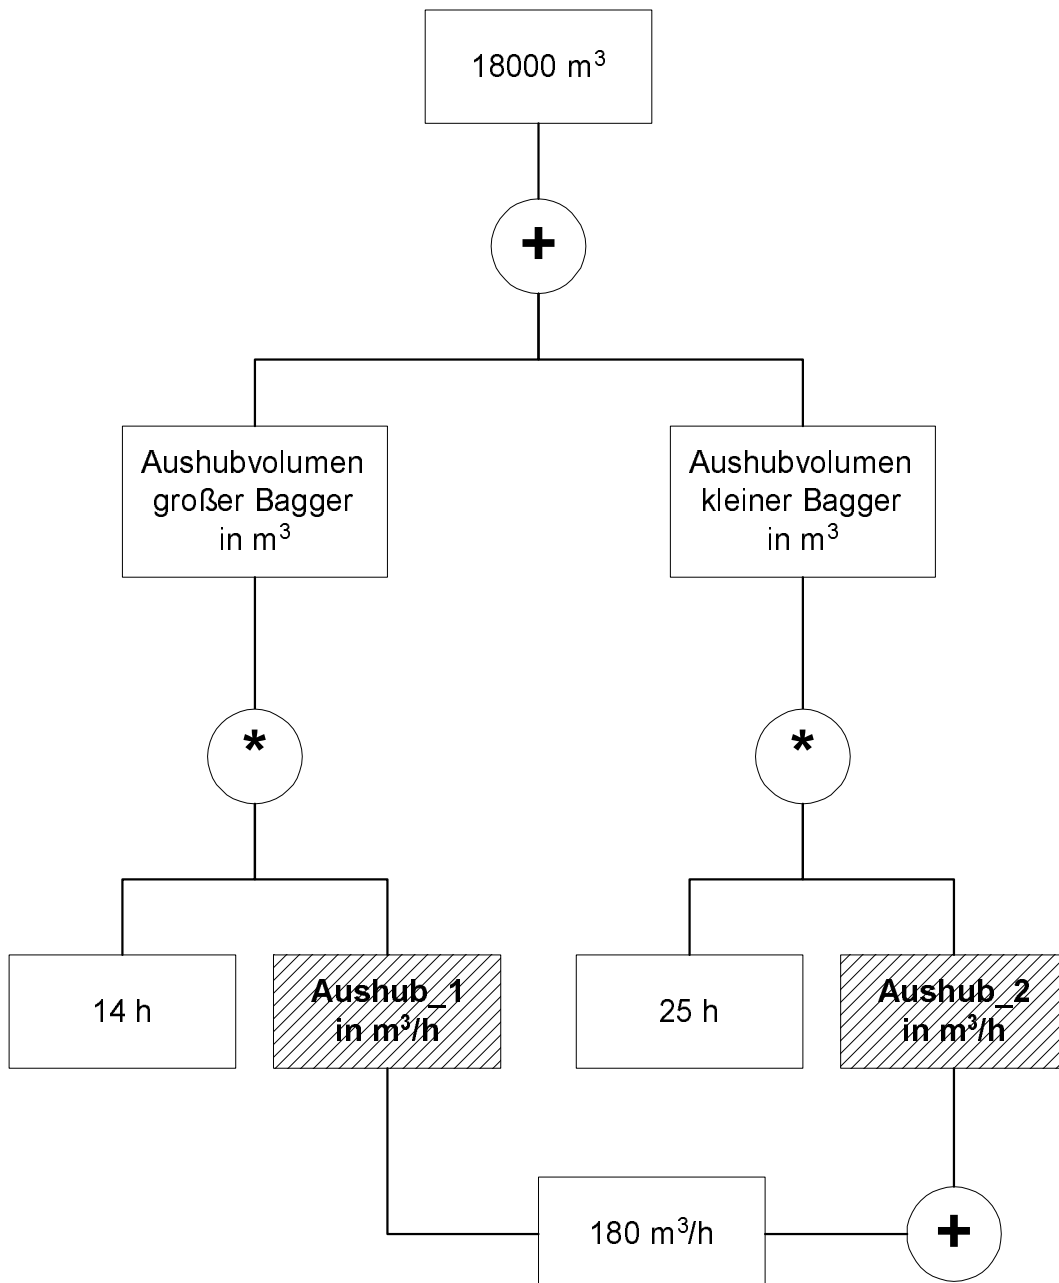 18000 m³
+
Aushubvolumen
großer Bagger
in m³
Aushubvolumen
kleiner Bagger
in m³
*
*
14 h
Aushub_1
in m³/h
25 h
Aushub_2
in m³/h
180 m³/h
+